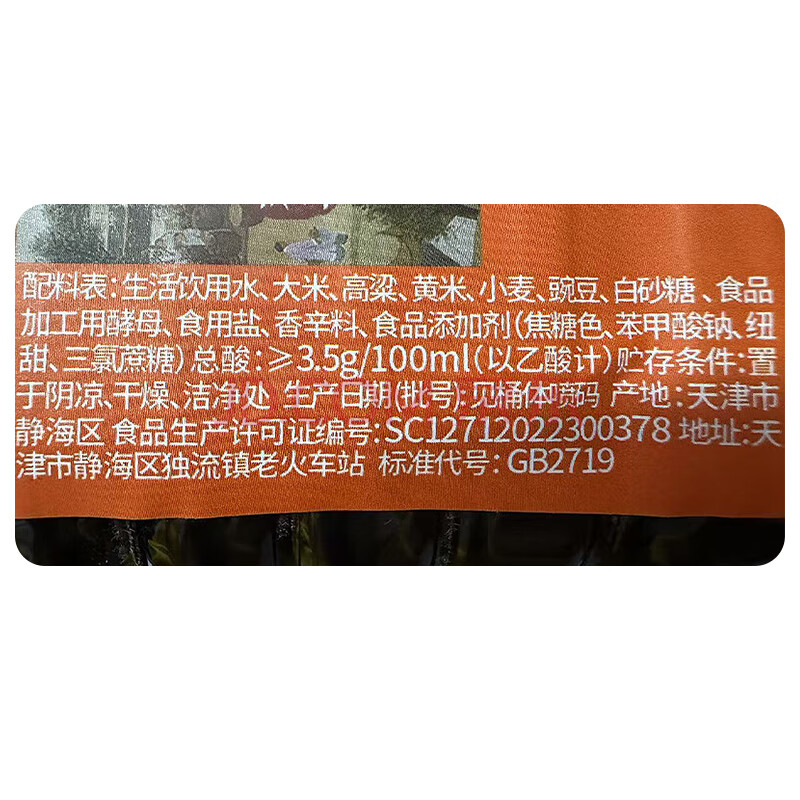 配料表:生活饮用水、大米、高粱、黄米、小麦、豌豆、白砂糖、食品
加工用酵母、食用盐、香辛料、食品添加剂(焦糖色、苯甲酸钠、纽
甜、三氯蔗糖) 总酸:≥3.5g/100ml(以乙酸计) 贮存条件:置
于阴凉、干燥、洁净处 生产日期(批号):见桶体喷码 产地:天津市
静海区 食品生产许可证编号:SC12712022300378 地址:天
津市静海区独流镇老火车站 标准代号:GB2719